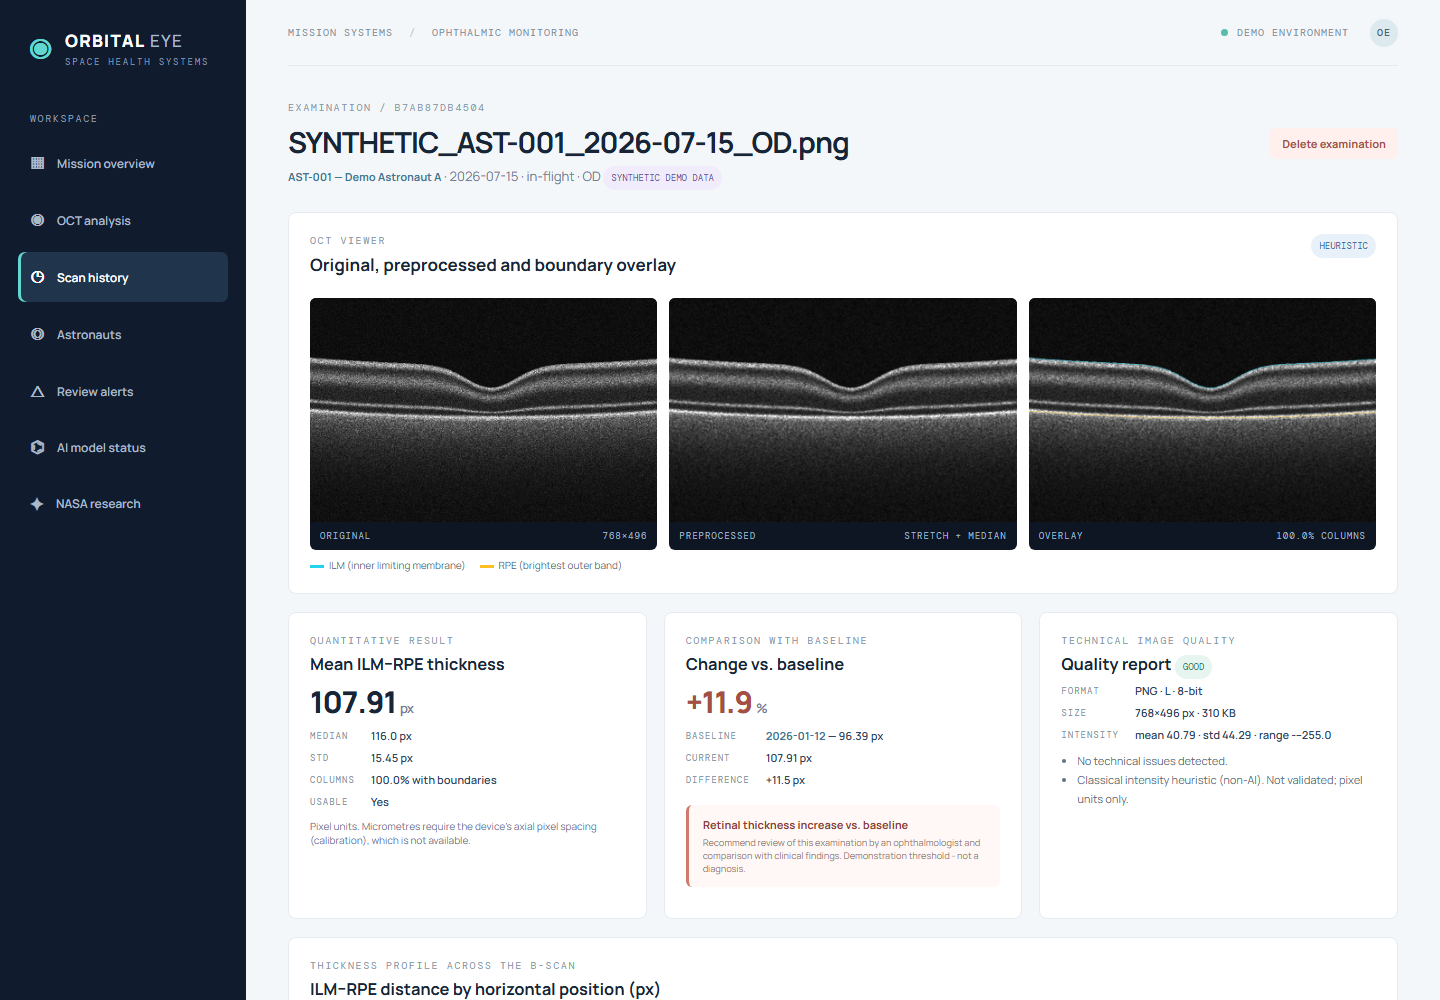 ORBITAL EYE
SPACE HEALTH SYSTEMS
WORKSPACE
Mission overview
OCT analysis
Scan history
Astronauts
Review alerts
AI model status
NASA research
MISSION SYSTEMS / OPHTHALMIC MONITORING
DEMO ENVIRONMENT OE
EXAMINATION / B7AB87DB4504
SYNTHETIC_AST-001_2026-07-15_OD.png
Delete examination
AST-001 — Demo Astronaut A · 2026-07-15 · in-flight · OD SYNTHETIC DEMO DATA
OCT VIEWER
HEURISTIC
Original, preprocessed and boundary overlay
ORIGINAL 768×496
PREPROCESSED STRETCH + MEDIAN
OVERLAY 100.0% COLUMNS
ILM (inner limiting membrane) RPE (brightest outer band)
QUANTITATIVE RESULT
Mean ILM–RPE thickness
107.91 px
MEDIAN 116.0 px
STD 15.45 px
COLUMNS 100.0% with boundaries
USABLE Yes
Pixel units. Micrometres require the device's axial pixel spacing
(calibration), which is not available.
COMPARISON WITH BASELINE
Change vs. baseline
+11.9 %
BASELINE 2026-01-12 — 96.39 px
CURRENT 107.91 px
DIFFERENCE +11.5 px
Retinal thickness increase vs. baseline
Recommend review of this examination by an ophthalmologist and
comparison with clinical findings. Demonstration threshold - not a
diagnosis.
TECHNICAL IMAGE QUALITY
Quality report GOOD
FORMAT PNG · L · 8-bit
SIZE 768×496 px · 310 KB
INTENSITY mean 40.79 · std 44.29 · range —–255.0
• No technical issues detected.
• Classical intensity heuristic (non-AI). Not validated; pixel
units only.
THICKNESS PROFILE ACROSS THE B-SCAN
ILM–RPE distance by horizontal position (px)